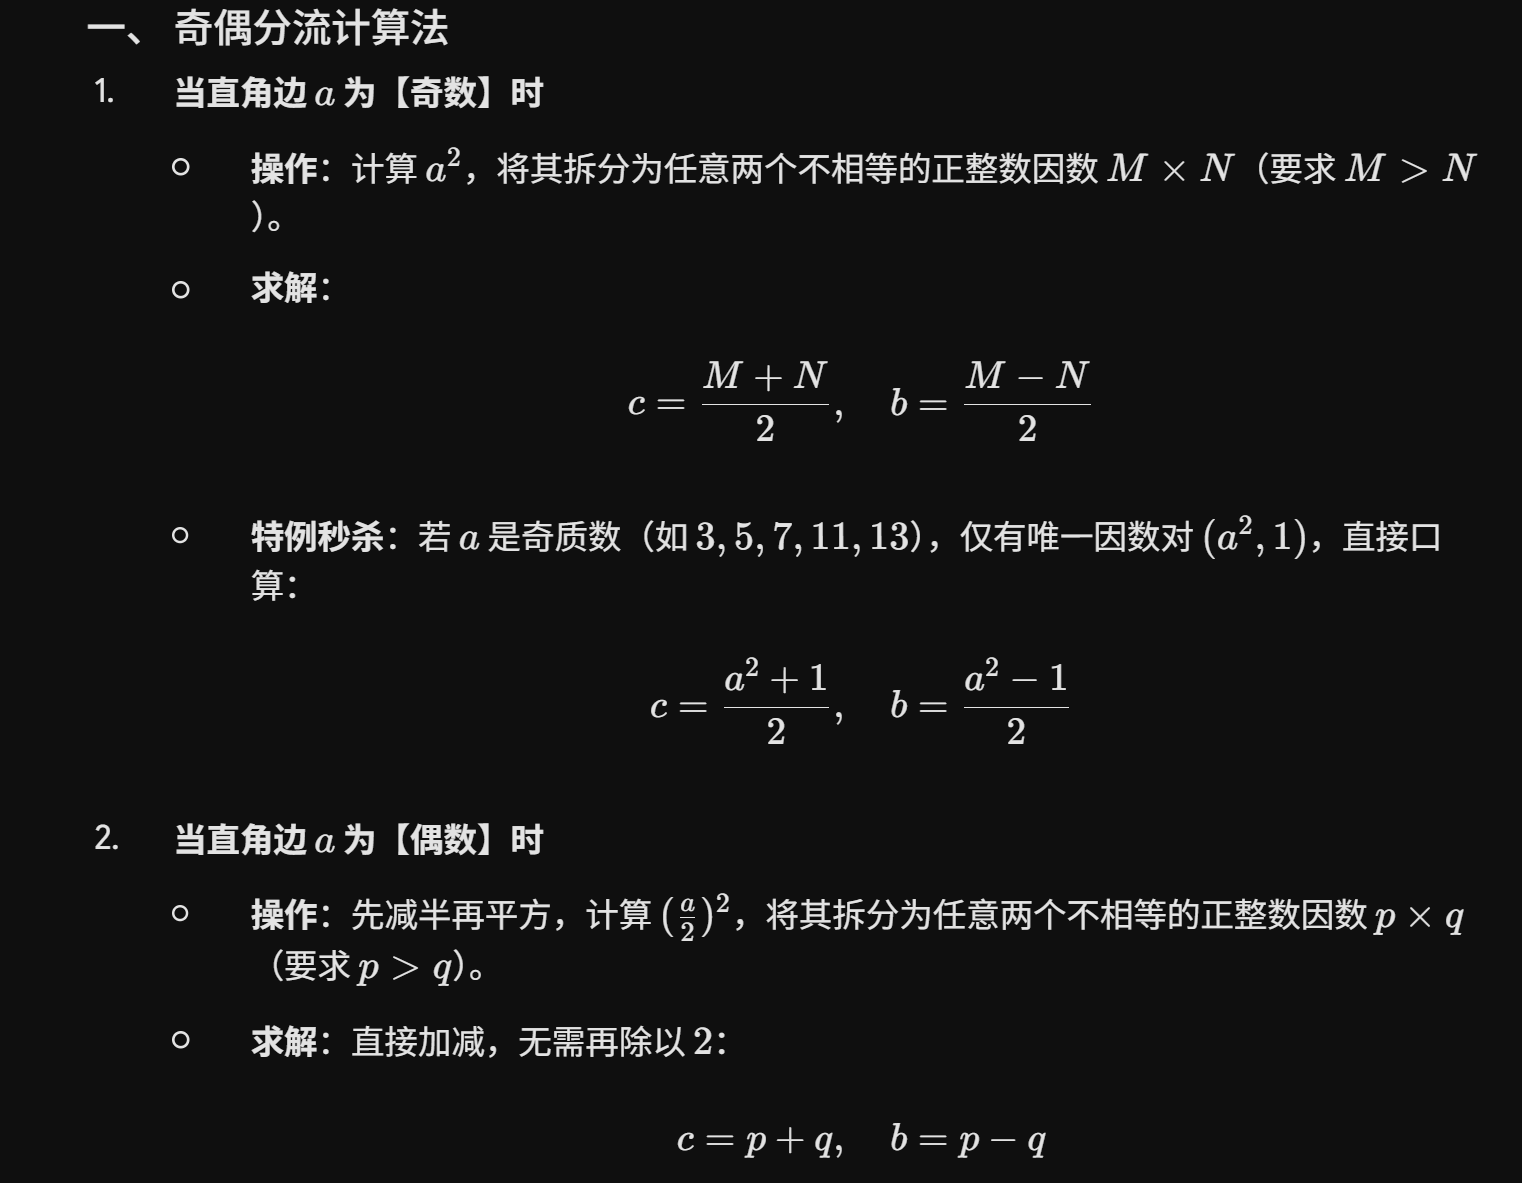 一、 奇偶分流计算法
1. 当直角边 a 为【奇数】时
○ 操作：计算 a²，将其拆分为任意两个不相等的正整数因数 M × N（要求 M > N
）。
○ 求解：
c = \frac{M + N}{2}, b = \frac{M − N}{2}
○ 特例秒杀：若 a 是奇质数（如 3, 5, 7, 11, 13），仅有唯一因数对 (a², 1)，直接口
算：
c = \frac{a² + 1}{2}, b = \frac{a² − 1}{2}
2. 当直角边 a 为【偶数】时
○ 操作：先减半再平方，计算 (\frac{a}{2})²，将其拆分为任意两个不相等的正整数因数 p × q
（要求 p > q）。
○ 求解：直接加减，无需再除以 2：
c = p + q, b = p − q